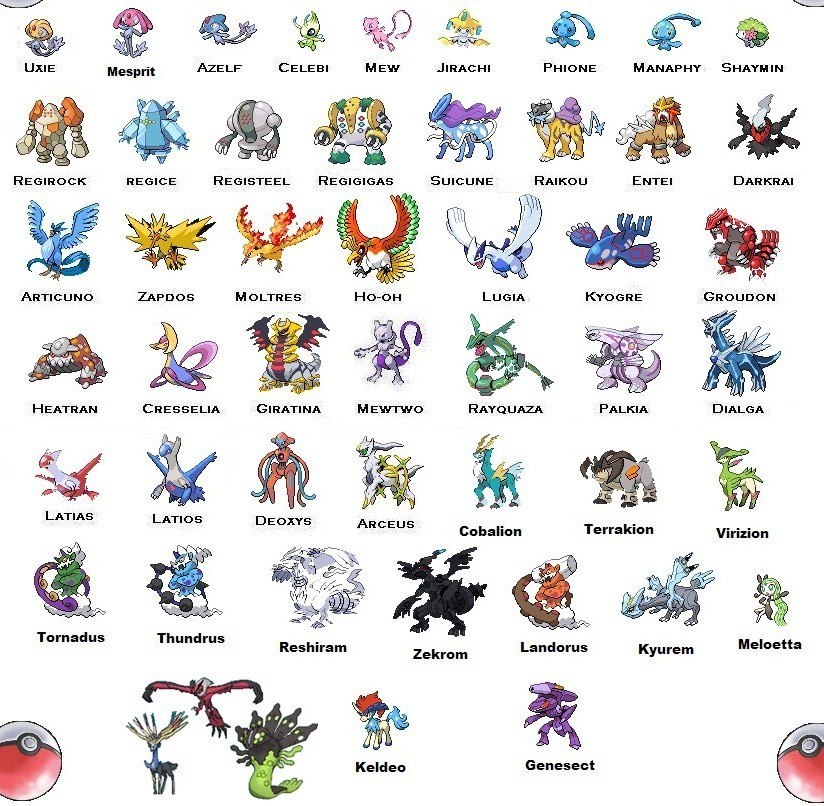 Uxie Mesprit Azelf Celebi Mew Jirachi Phione Manaphy Shaymin
Regirock regice Registeel Regigigas Suicune Raikou Entei Darkrai
Articuno Zapdos Moltres Ho-oh Lugia Kyogre Groudon
Heatran Cresselia Giratina Mewtwo Rayquaza Palkia Dialga
Latias Latios Deoxys Arceus Cobalion Terrakion Virizion
Tornadus Thundrus Reshiram Zekrom Landorus Kyurem Meloetta
Keldeo Genesect